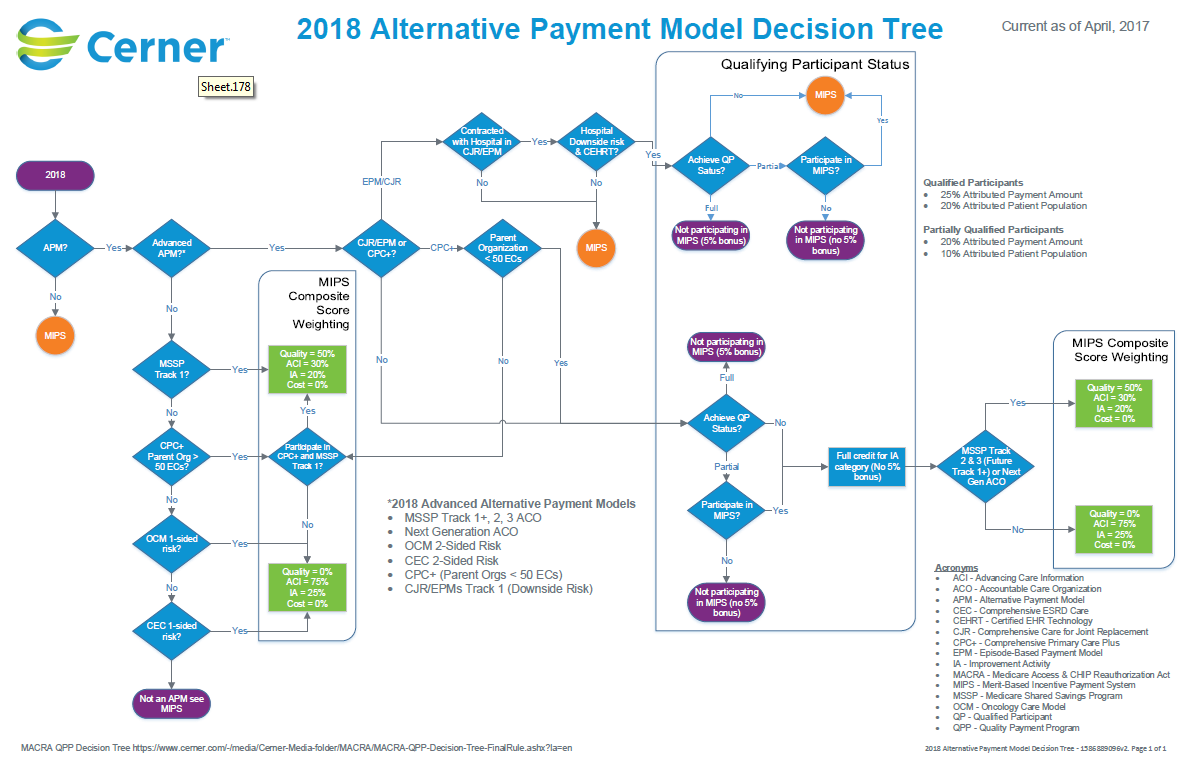 Cerner™
2018 Alternative Payment Model Decision Tree
Current as of April, 2017
Sheet.178
Qualifying Participant Status
No
MIPS
Yes
Contracted
with Hospital in
CJR/EPM
Yes
Hospital
Downside risk
& CEHRT?
Yes
Achieve QP
Satus?
Partial
Participate in
MIPS?
EPM/CJR
No
No
Full
No
Not participating in
MIPS (5% bonus)
Not participating
in MIPS (no 5%
bonus)
MIPS
Qualified Participants
• 25% Attributed Payment Amount
• 20% Attributed Patient Population
Partially Qualified Participants
• 20% Attributed Payment Amount
• 10% Attributed Patient Population
2018
APM?
Yes
Advanced
APM?*
Yes
CJR/EPM or
CPC+?
CPC+
Parent
Organization
< 50 ECs
No
MIPS
No
No
No
Yes
MIPS
Composite
Score
Weighting
MSSP
Track 1?
Yes
Quality = 50%
ACI = 30%
IA = 20%
Cost = 0%
No
Yes
CPC+
Parent Org >
50 ECs?
Yes
Participate in
CPC+ and MSSP
Track 1?
No
No
OCM 1-sided
risk?
Yes
Quality = 0%
ACI = 75%
IA = 25%
Cost = 0%
No
CEC 1-sided
risk?
Yes
Not an APM see
MIPS
*2018 Advanced Alternative Payment Models
• MSSP Track 1+, 2, 3 ACO
• Next Generation ACO
• OCM 2-Sided Risk
• CEC 2-Sided Risk
• CPC+ (Parent Orgs < 50 ECs)
• CJR/EPMs Track 1 (Downside Risk)
Not participating in
MIPS (5% bonus)
Full
Achieve QP
Status?
No
Partial
Participate in
MIPS?
Yes
No
Not participating
in MIPS (no 5%
bonus)
Full credit for IA
category (No 5%
bonus)
MSSP Track
2 & 3 (Future
Track 1+) or Next
Gen ACO
MIPS Composite
Score Weighting
Yes
Quality = 50%
ACI = 30%
IA = 20%
Cost = 0%
No
Quality = 0%
ACI = 75%
IA = 25%
Cost = 0%
Acronyms
• ACI - Advancing Care Information
• ACO - Accountable Care Organization
• APM - Alternative Payment Model
• CEC - Comprehensive ESRD Care
• CEHRT - Certified EHR Technology
• CJR - Comprehensive Care for Joint Replacement
• CPC+ - Comprehensive Primary Care Plus
• EPM - Episode-Based Payment Model
• IA - Improvement Activity
• MACRA - Medicare Access & CHIP Reauthorization Act
• MIPS - Merit-Based Incentive Payment System
• MSSP - Medicare Shared Savings Program
• OCM - Oncology Care Model
• QP - Qualified Participant
• QPP - Quality Payment Program
MACRA QPP Decision Tree https://www.cerner.com/-/media/Cerner-Media-folder/MACRA/MACRA-QPP-Decision-Tree-FinalRule.ashx?la=en
2018 Alternative Payment Model Decision Tree - 1386889096v2. Page 1 of 1